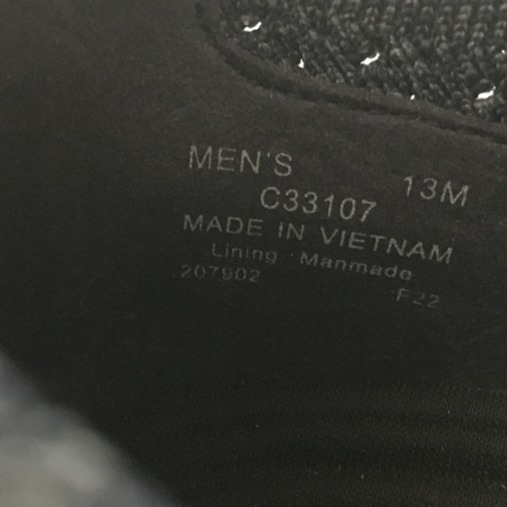 MEN'S 13M
C33107
MADE IN VIETNAM
Lining · Manmade
207902
F22